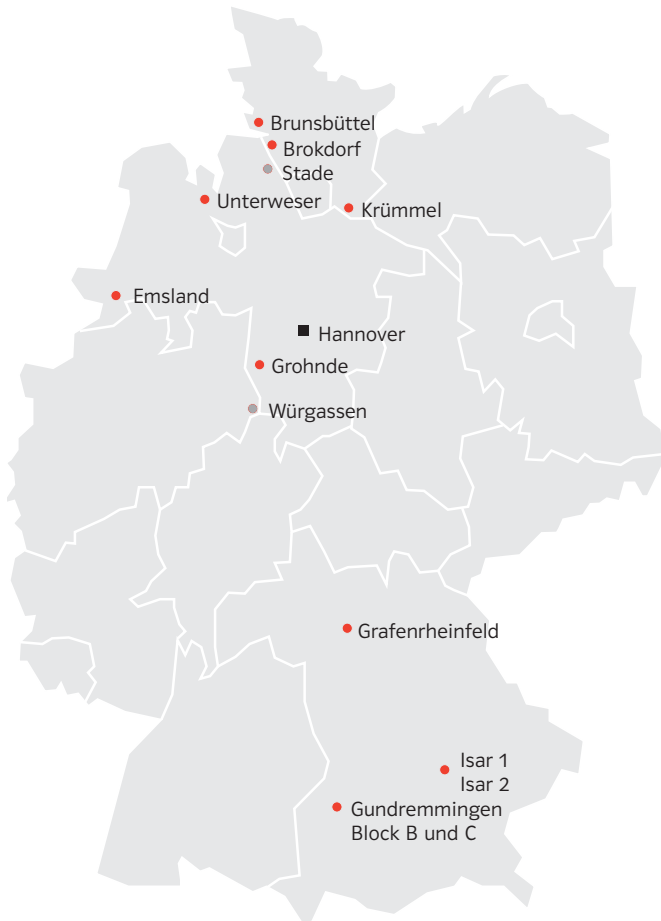 Brunsbüttel
Brokdorf
Stade
Unterweser
Krümmel
Emsland
Hannover
Grohnde
Würgassen
Grafenrheinfeld
Isar 1
Isar 2
Gundremmingen
Block B und C